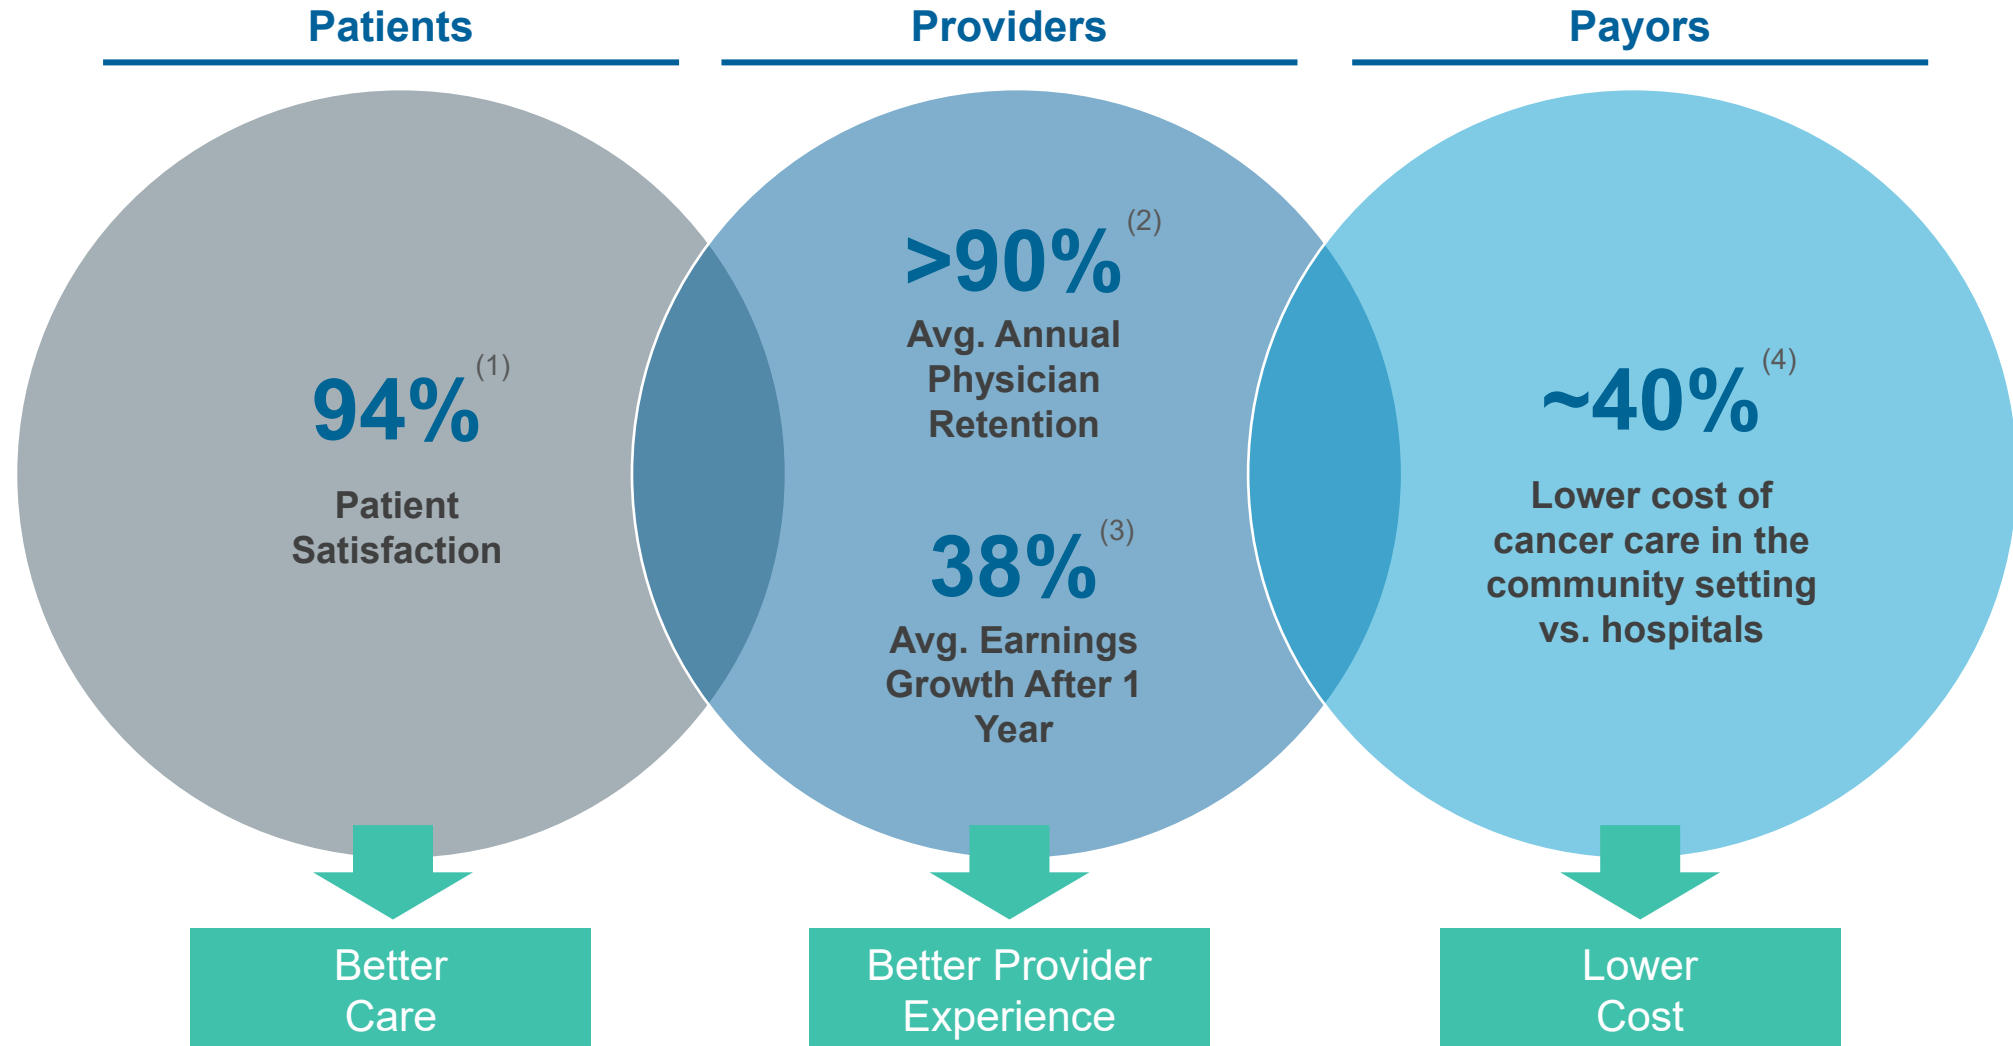 Patients
Providers
Payors
94% (1)
Patient
Satisfaction
>90% (2)
Avg. Annual
Physician
Retention
38% (3)
Avg. Earnings
Growth After 1
Year
~40% (4)
Lower cost of
cancer care in the
community setting
vs. hospitals
Better
Care
Better Provider
Experience
Lower
Cost